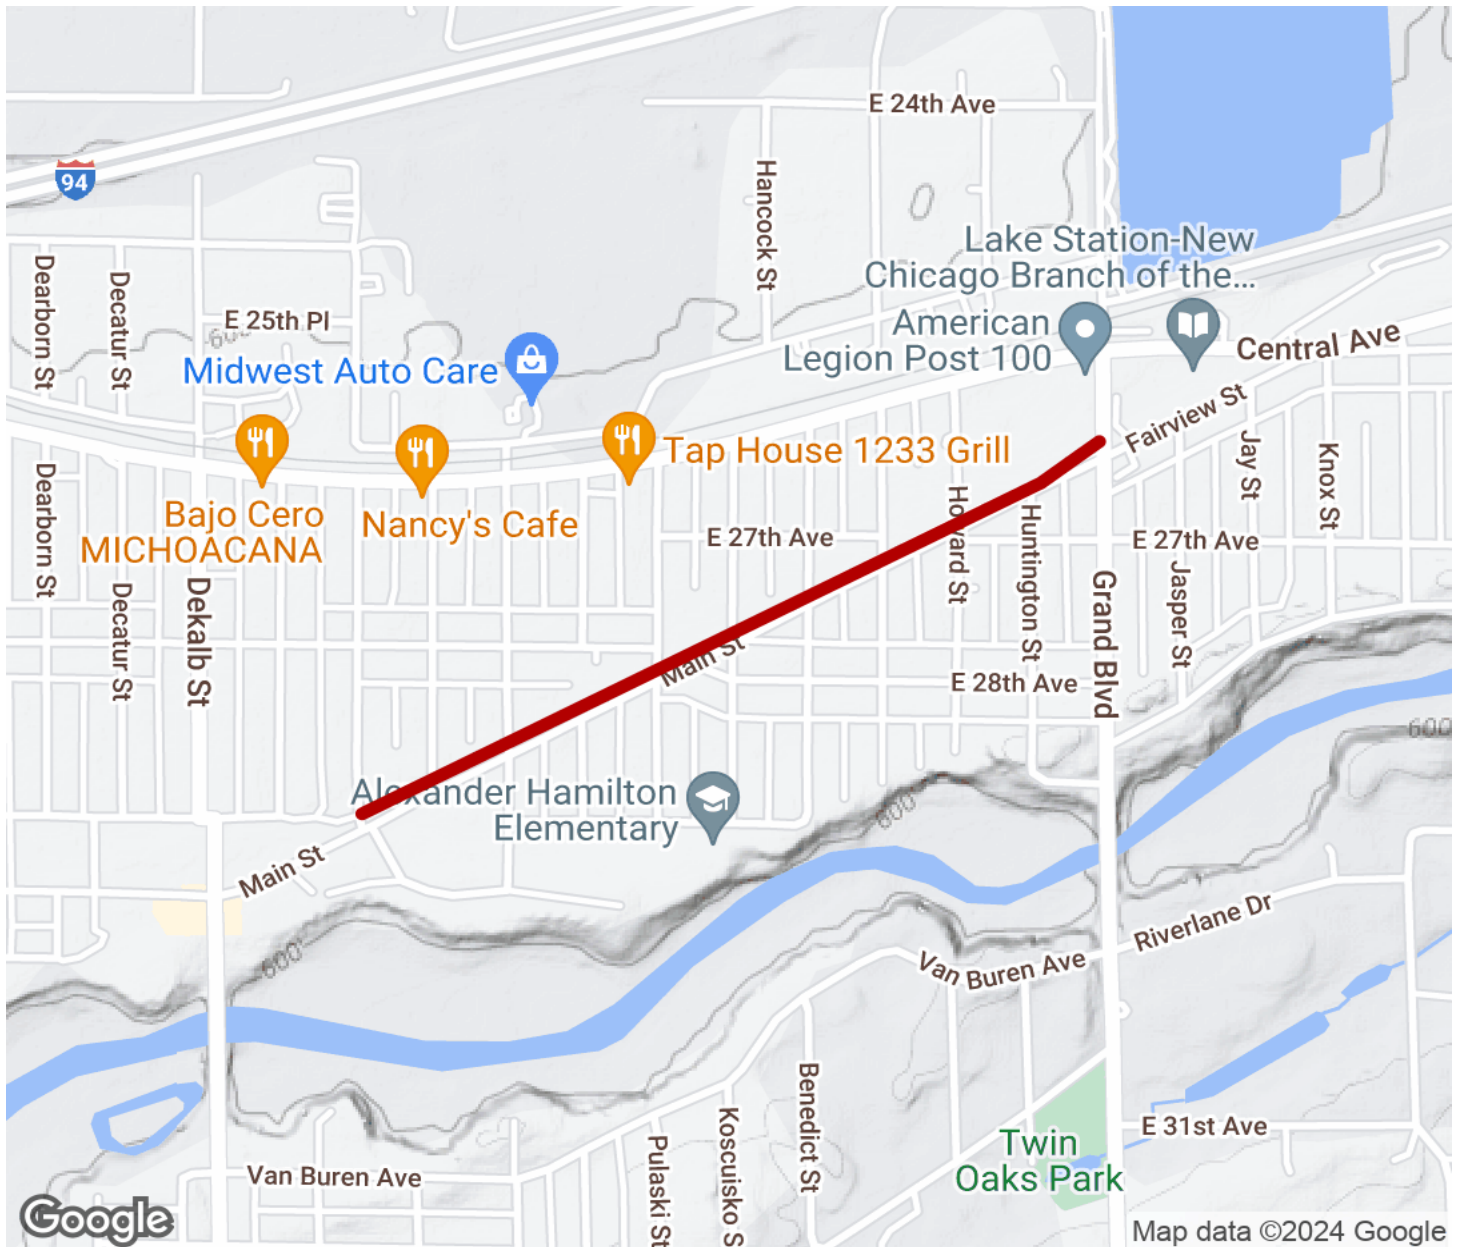 E 24th Ave
94
Hancock St
Lake Station-New
Chicago Branch of the...
Dearborn St
Decatur St
E 25th Pl
600
American
Legion Post 100
Central Ave
Midwest Auto Care
Fairview St
Tap House 1233 Grill
Jay St
Knox St
Dearborn St
Bajo Cero
MICHOACANA
Nancy's Cafe
Howard St
Huntington St
E 27th Ave
E 27th Ave
Decatur St
Dekalb St
Grand Blvd
Jasper St
Main St
E 28th Ave
600
Alexander Hamilton
Elementary
600
Main St
Riverlane Dr
600
Van Buren Ave
Benedict St
Koscuisko S
Pulaski St
E 31st Ave
Twin
Oaks Park
Van Buren Ave
Google
Map data ©2024 Google